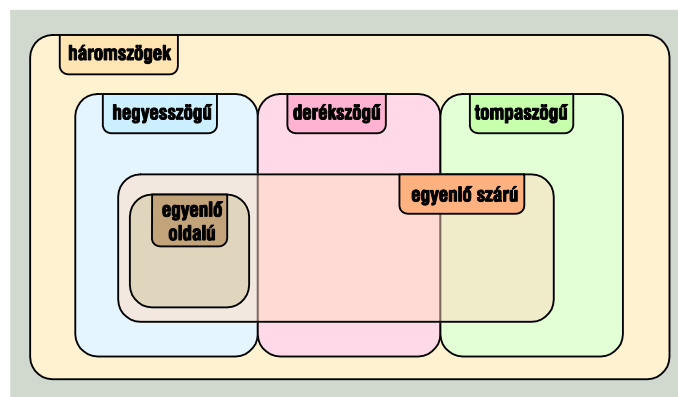 háromszögek
hegyesszögű
derékszögű
tompaszögű
egyenlő szárú
egyenlő
oldalú